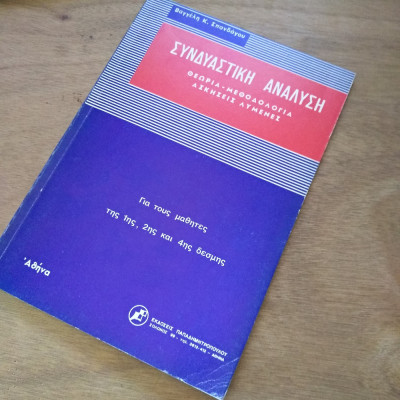 Βαγγέλη Κ. Σπανδάγου
ΣΥΝΔΥΑΣΤΙΚΗ ΑΝΑΛΥΣΗ
ΘΕΩΡΙΑ - ΜΕΘΟΔΟΛΟΓΙΑ
ΑΣΚΗΣΕΙΣ ΛΥΜΕΝΕΣ
Για τους μαθητες
της 1ης, 2ης και 4ης δεσμης
Ἀθήνα
ΕΚΔΟΣΕΙΣ ΠΑΠΑΔΗΜΗΤΡΟΠΟΥΛΟΥ